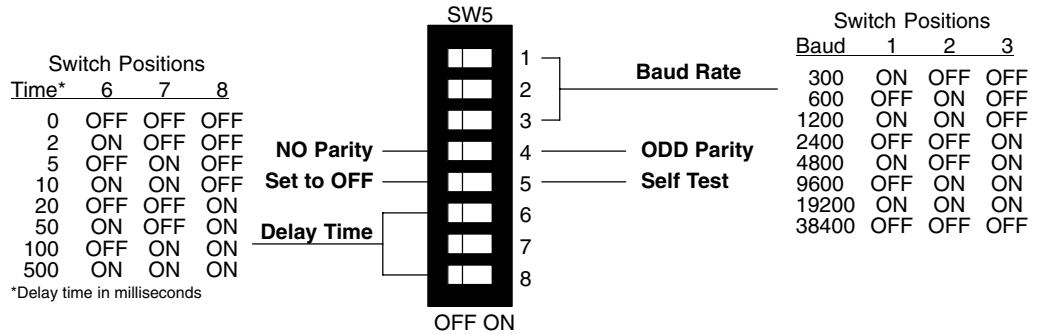 SW5
Switch Positions
Time* 6 7 8
0 OFF OFF OFF
2 ON OFF OFF
5 OFF ON OFF
10 ON ON OFF
20 OFF OFF ON
50 ON OFF ON
100 OFF ON ON
500 ON ON ON
*Delay time in milliseconds
NO Parity
Set to OFF
Delay Time
1
2
3
4
5
6
7
8
OFF ON
Baud Rate
ODD Parity
Self Test
Switch Positions
Baud 1 2 3
300 ON OFF OFF
600 OFF ON OFF
1200 ON ON OFF
2400 OFF OFF ON
4800 ON OFF ON
9600 OFF ON ON
19200 ON ON ON
38400 OFF OFF OFF